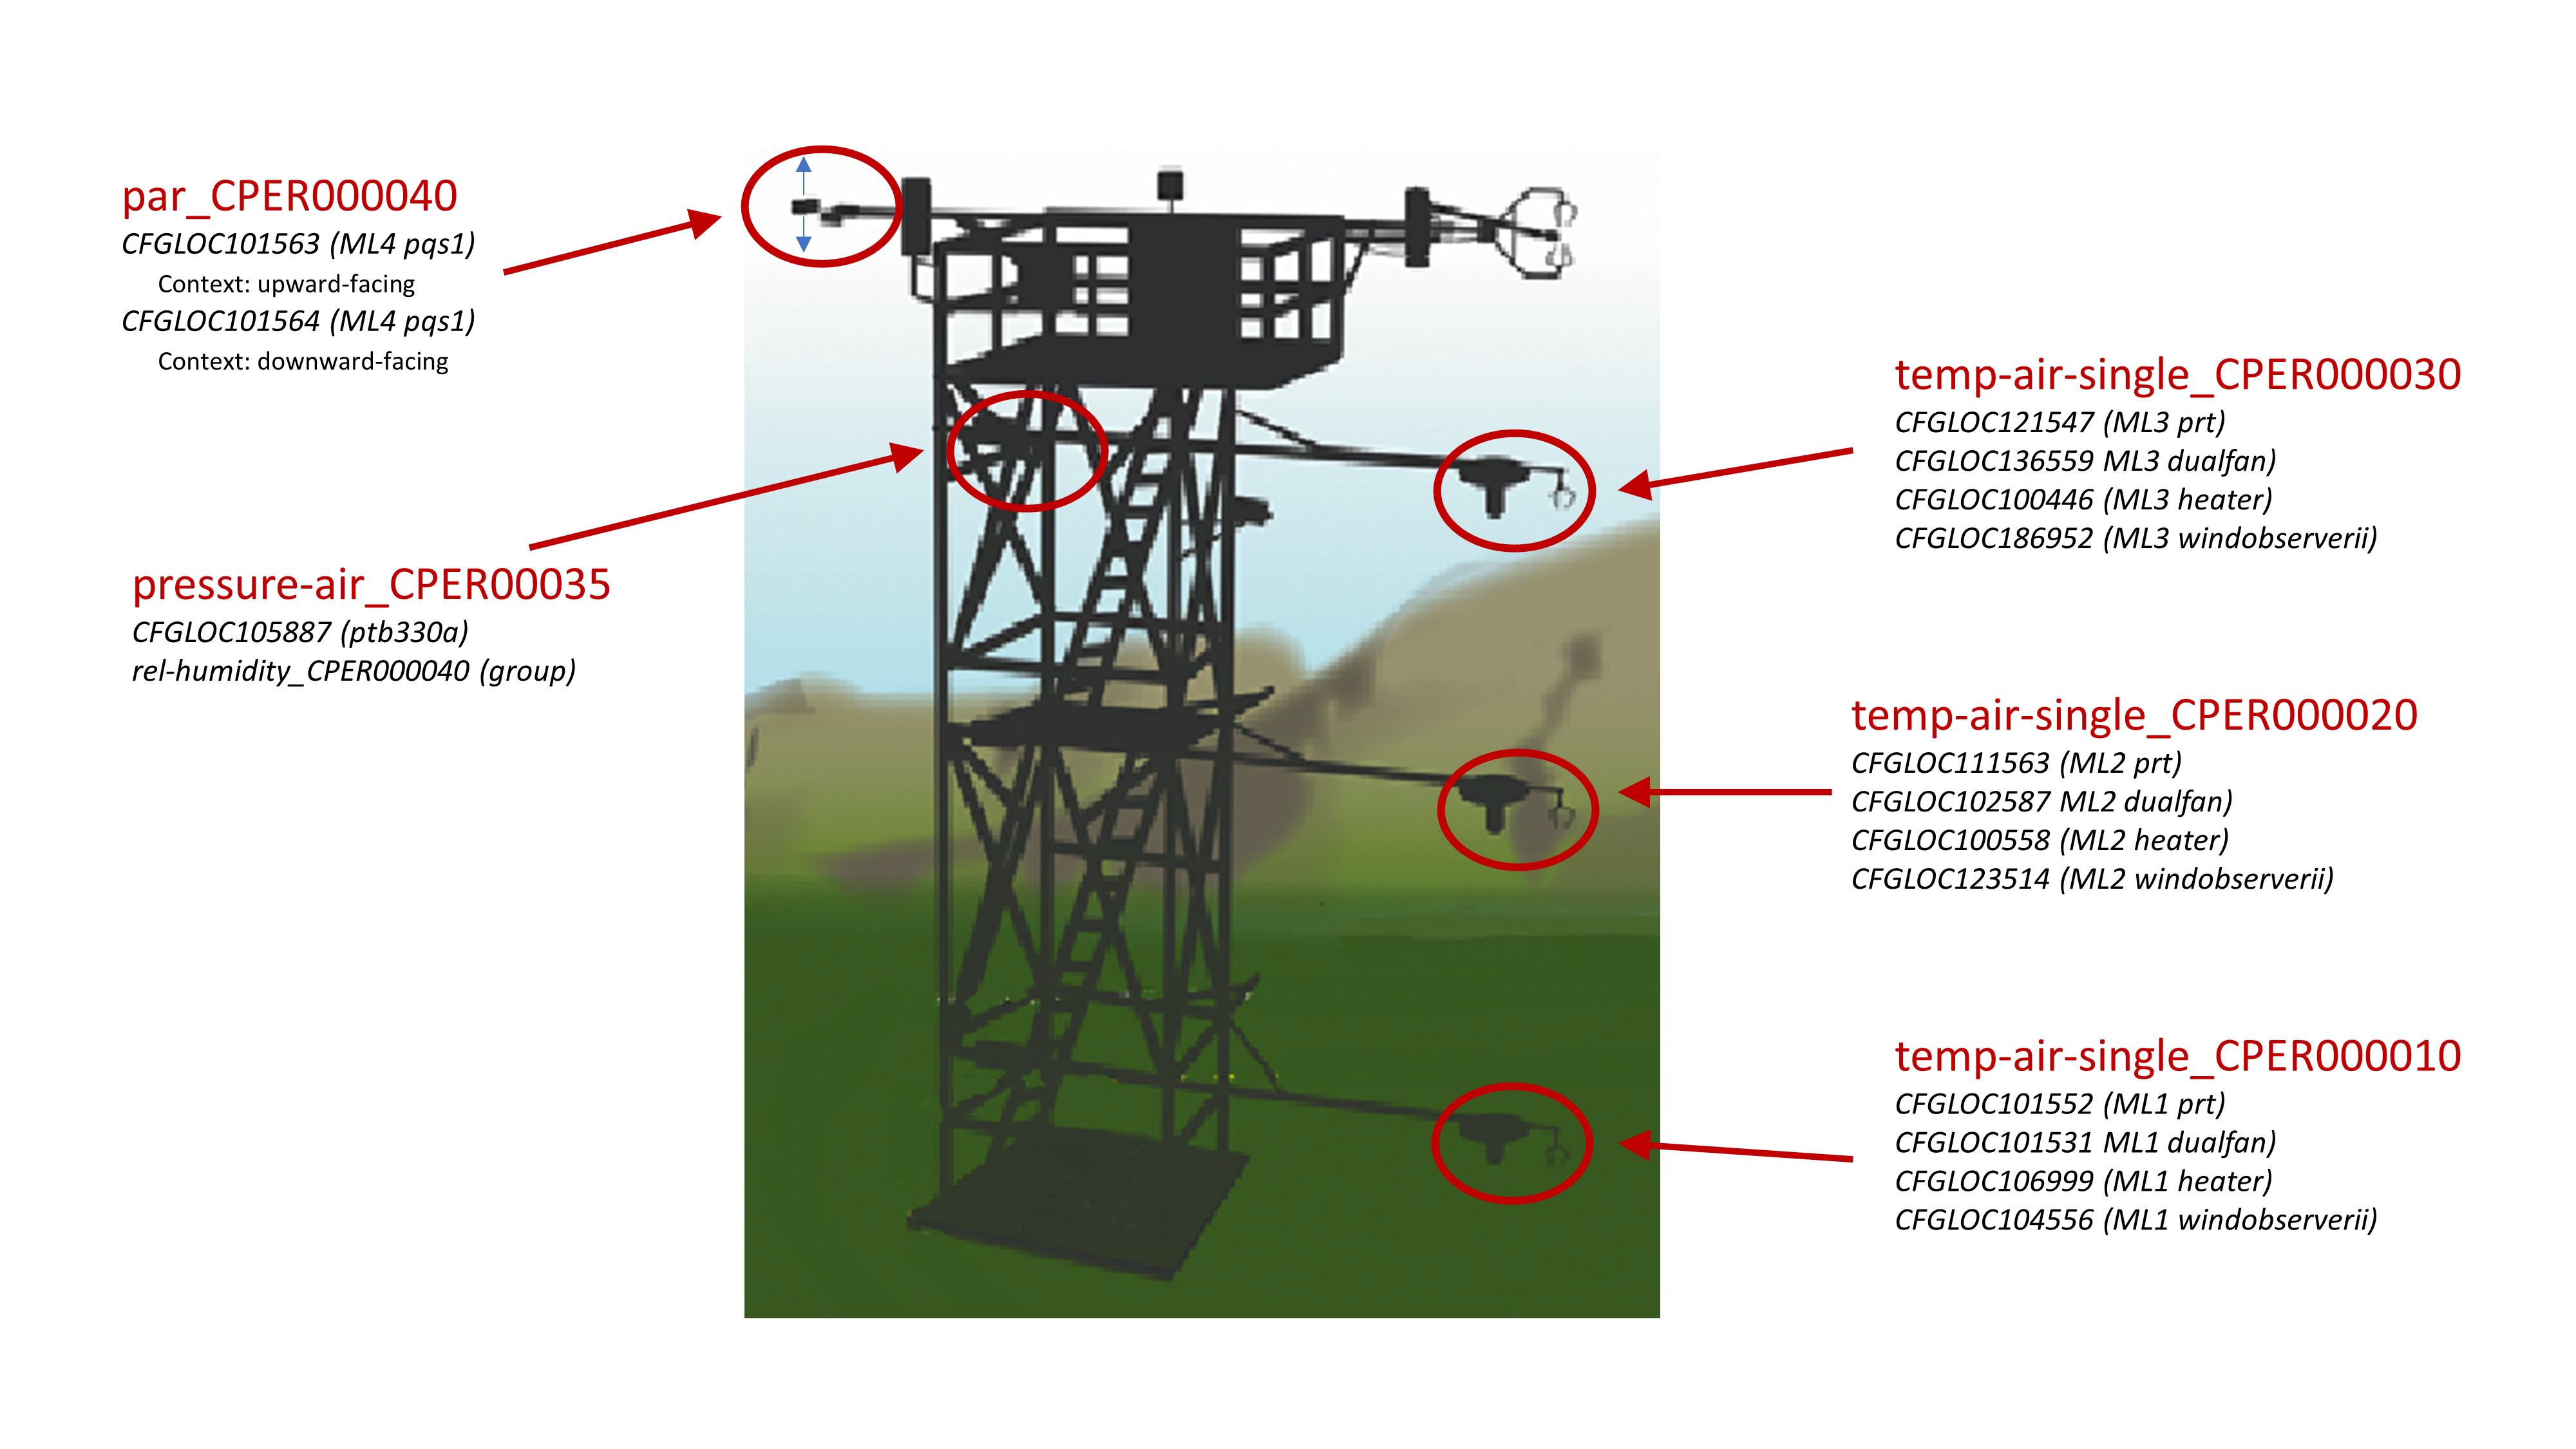 par_CPER000040
CFGLOC101563 (ML4 pqs1)
Context: upward-facing
CFGLOC101564 (ML4 pqs1)
Context: downward-facing
pressure-air_CPER00035
CFGLOC105887 (ptb330a)
rel-humidity_CPER000040 (group)
temp-air-single_CPER000030
CFGLOC121547 (ML3 prt)
CFGLOC136559 ML3 dualfan)
CFGLOC100446 (ML3 heater)
CFGLOC186952 (ML3 windobserverii)
temp-air-single_CPER000020
CFGLOC111563 (ML2 prt)
CFGLOC102587 ML2 dualfan)
CFGLOC100558 (ML2 heater)
CFGLOC123514 (ML2 windobserverii)
temp-air-single_CPER000010
CFGLOC101552 (ML1 prt)
CFGLOC101531 ML1 dualfan)
CFGLOC106999 (ML1 heater)
CFGLOC104556 (ML1 windobserverii)